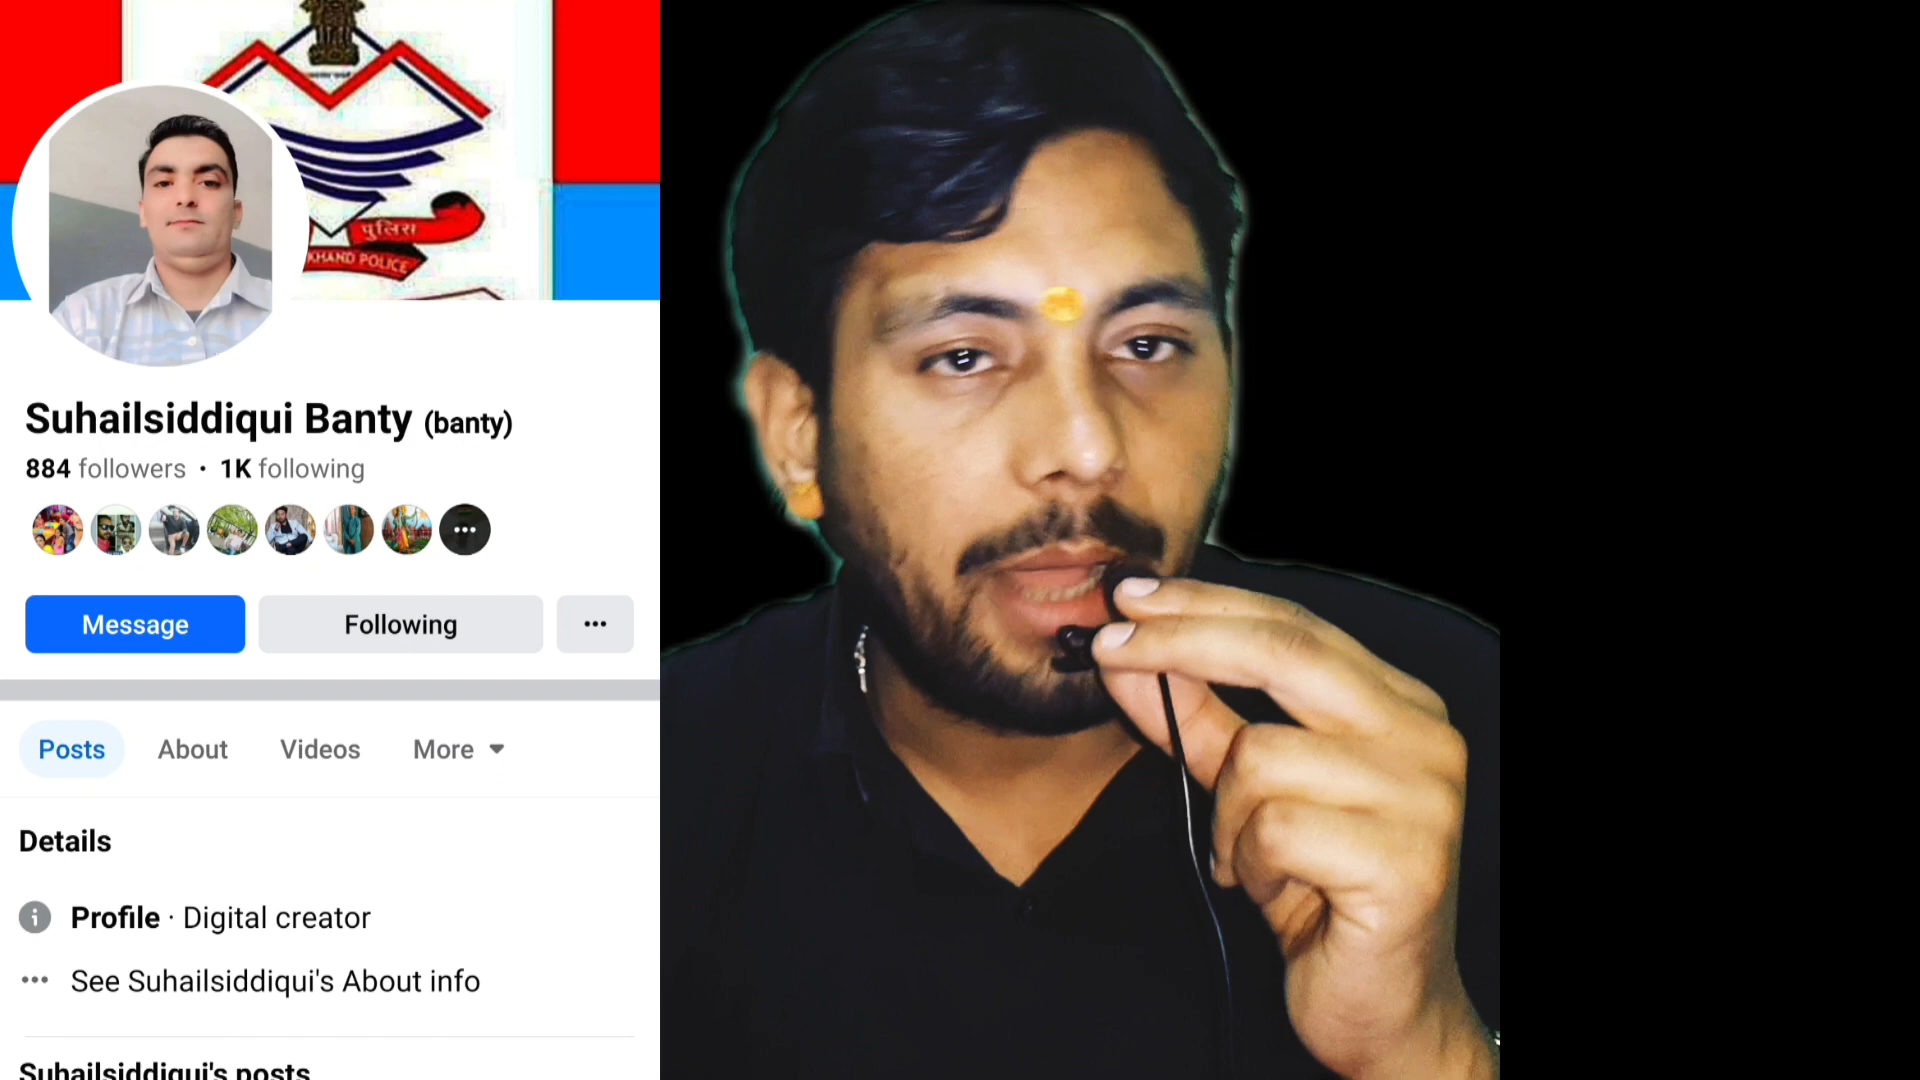 पुलिस
KHAND POLICE
Suhailsiddiqui Banty (banty)
884 followers · 1K following
Message
Following
Posts
About
Videos
More
Details
Profile · Digital creator
See Suhailsiddiqui's About info
Suhailsiddiqui's posts